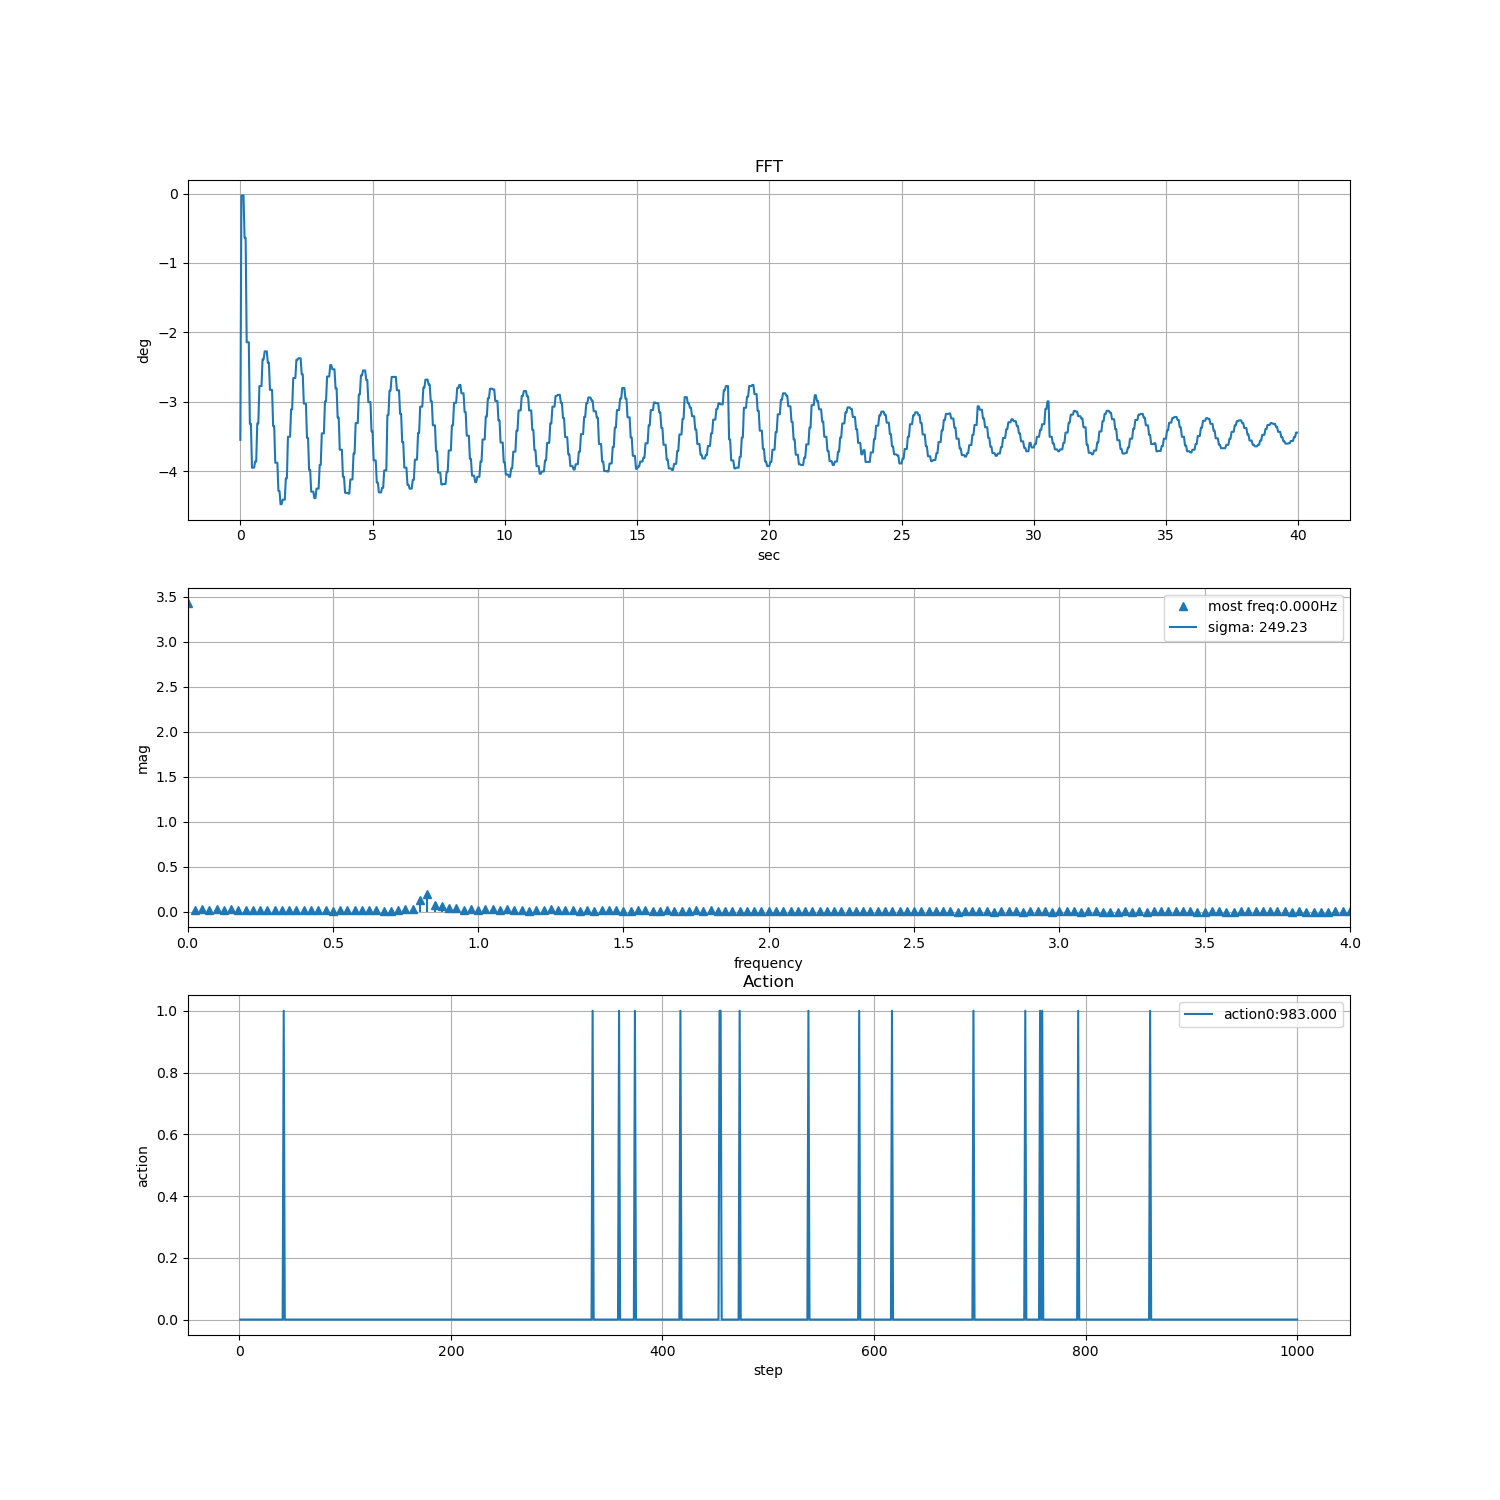 FFT
0
−1
−2
−3
−4
deg
0 5 10 15 20 25 30 35 40
sec
3.5
3.0
2.5
2.0
1.5
1.0
0.5
0.0
mag
most freq:0.000Hz
sigma: 249.23
0.0 0.5 1.0 1.5 2.0 2.5 3.0 3.5 4.0
frequency
Action
1.0
0.8
0.6
0.4
0.2
0.0
action
action0:983.000
0 200 400 600 800 1000
step